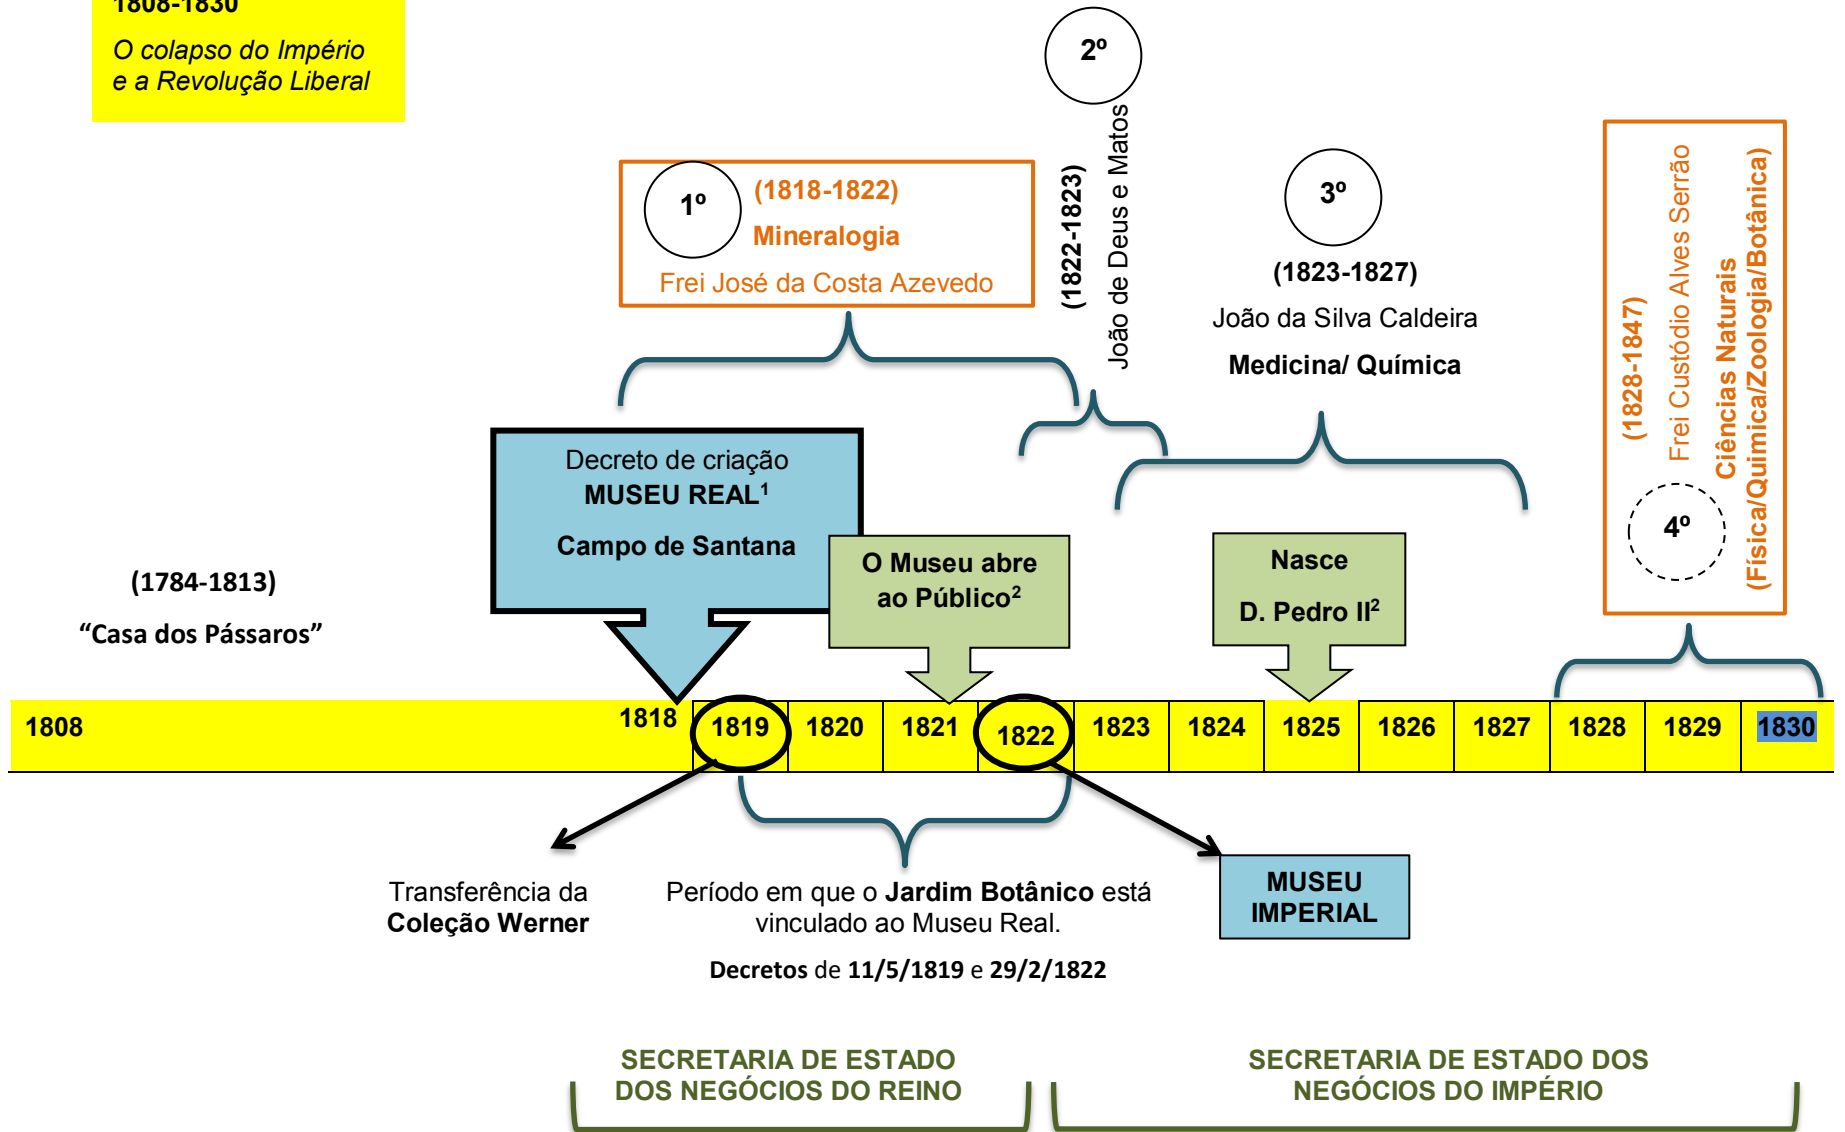 1808-1830
O colapso do Império
e a Revolução Liberal
2º
João de Deus e Matos
(1822-1823)
1º
(1818-1822)
Mineralogia
Frei José da Costa Azevedo
3º
(1823-1827)
João da Silva Caldeira
Medicina/ Química
(1828-1847)
Frei Custódio Alves Serrão
Ciências Naturais
(Física/Quimica/Zoologia/Botânica)
4º
Decreto de criação
MUSEU REAL1
Campo de Santana
O Museu abre
ao Público2
Nasce
D. Pedro II2
(1784-1813)
“Casa dos Pássaros”
1808 1818 1819 1820 1821 1822 1823 1824 1825 1826 1827 1828 1829 1830
Transferência da
Coleção Werner
Período em que o Jardim Botânico está
vinculado ao Museu Real.
Decretos de 11/5/1819 e 29/2/1822
MUSEU
IMPERIAL
SECRETARIA DE ESTADO
DOS NEGÓCIOS DO REINO
SECRETARIA DE ESTADO DOS
NEGÓCIOS DO IMPÉRIO